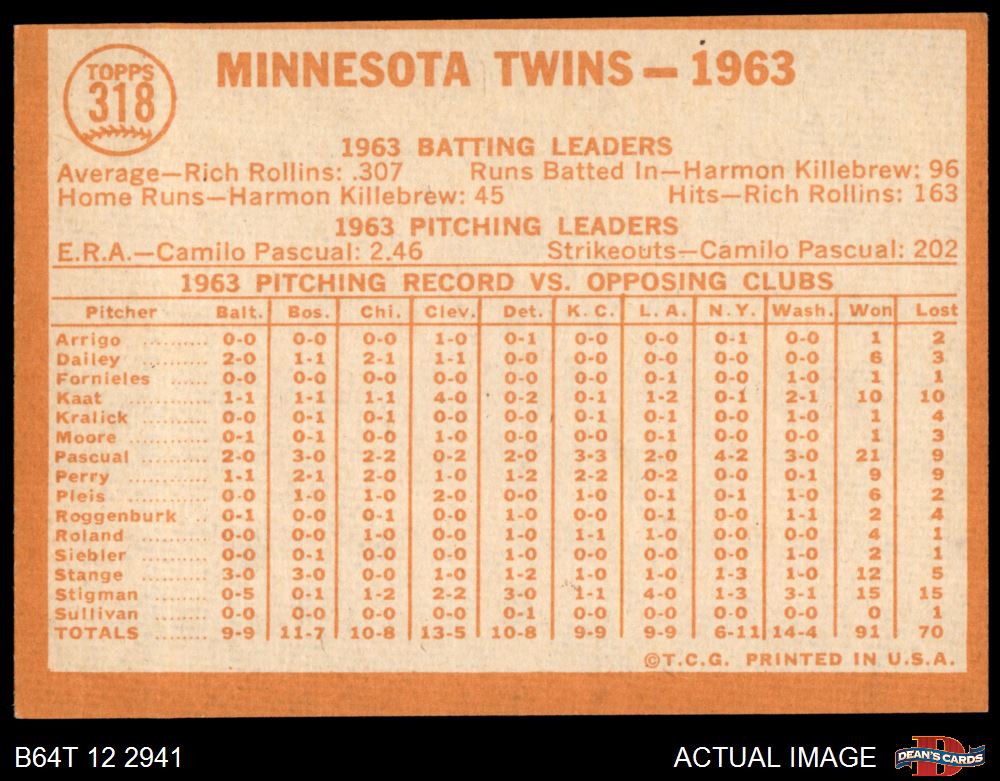 TOPPS
318
MINNESOTA TWINS — 1963
1963 BATTING LEADERS
Average—Rich Rollins: .307 Runs Batted In—Harmon Killebrew: 96
Home Runs—Harmon Killebrew: 45 Hits—Rich Rollins: 163
1963 PITCHING LEADERS
E.R.A.—Camilo Pascual: 2.46 Strikeouts—Camilo Pascual: 202
1963 PITCHING RECORD VS. OPPOSING CLUBS
Pitcher Balt. Bos. Chi. Clev. Det. K. C. L. A. N. Y. Wash. Won Lost
Arrigo .......... 0-0 0-0 0-0 1-0 0-1 0-0 0-0 0-1 0-0 1 2
Dailey .......... 2-0 1-1 2-1 1-1 0-0 0-0 0-0 0-0 0-0 6 3
Fornieles ...... 0-0 0-0 0-0 0-0 0-0 0-0 0-1 0-0 1-0 1 1
Kaat .............. 1-1 1-1 1-1 4-0 0-2 0-1 1-2 0-1 2-1 10 10
Kralick .......... 0-0 0-1 0-0 0-0 0-0 0-1 0-1 0-0 1-0 1 4
Moore ........... 0-1 0-1 0-0 1-0 0-0 0-0 0-1 0-0 0-0 1 3
Pascual ......... 2-0 3-0 2-2 0-2 2-0 3-3 2-0 4-2 3-0 21 9
Perry ............ 1-1 2-1 2-0 1-0 1-2 2-2 0-2 0-0 0-1 9 9
Pleis ............. 0-0 1-0 1-0 2-0 0-0 1-0 0-1 0-1 1-0 6 2
Roggenburk .. 0-1 0-0 0-1 0-0 1-0 0-0 0-1 0-0 1-1 2 4
Roland .......... 0-0 0-0 1-0 0-0 1-0 1-1 1-0 0-0 0-0 4 1
Siebler .......... 0-0 0-1 0-0 0-0 1-0 0-0 0-0 0-0 1-0 2 1
Stange .......... 3-0 3-0 0-0 1-0 1-2 1-0 1-0 1-3 1-0 12 5
Stigman ........ 0-5 0-1 1-2 2-2 3-0 1-1 4-0 1-3 3-1 15 15
Sullivan ......... 0-0 0-0 0-0 0-0 0-1 0-0 0-0 0-0 0-0 0 1
TOTALS ........ 9-9 11-7 10-8 13-5 10-8 9-9 9-9 6-11 14-4 91 70
©T.C.G. PRINTED IN U.S.A.
B64T 12 2941 ACTUAL IMAGE D DEAN'S CARDS